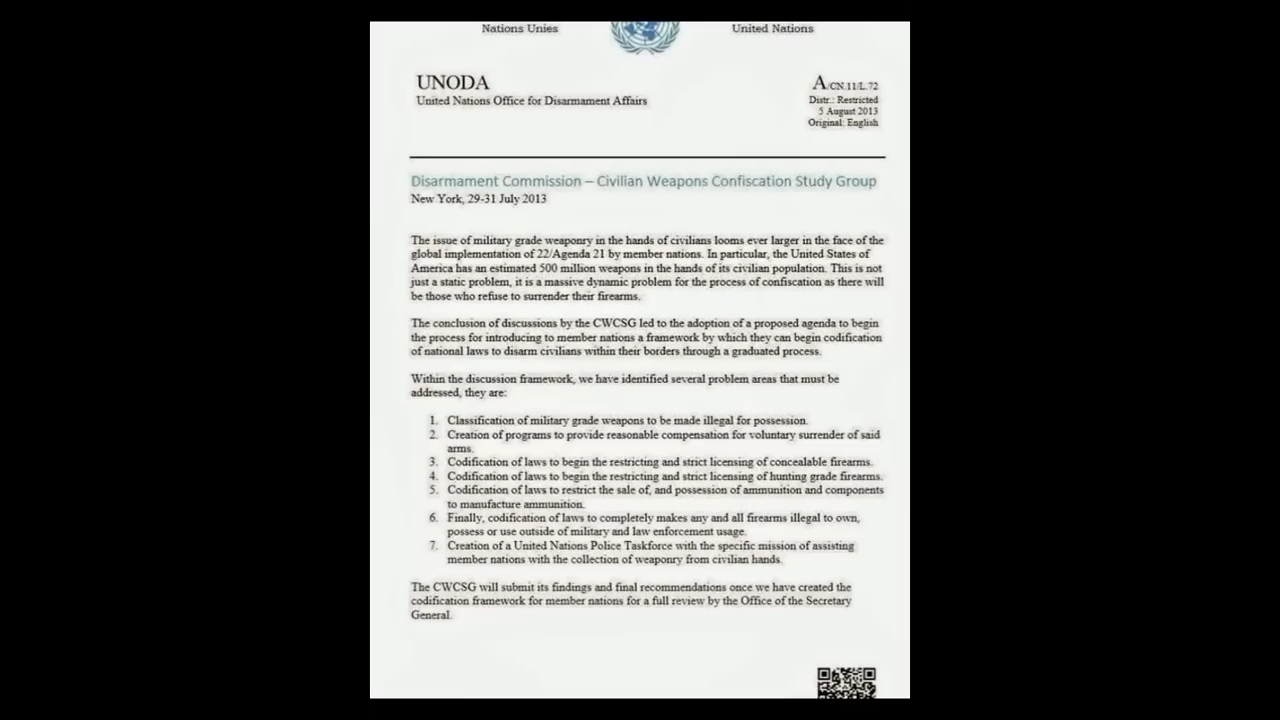 Nations Unies United Nations
UNODA
United Nations Office for Disarmament Affairs
A/CN.11/L.72
Distr.: Restricted
5 August 2013
Original: English
Disarmament Commission – Civilian Weapons Confiscation Study Group
New York, 29-31 July 2013
The issue of military grade weaponry in the hands of civilians looms ever larger in the face of the
global implementation of 22/Agenda 21 by member nations. In particular, the United States of
America has an estimated 500 million weapons in the hands of its civilian population. This is not
just a static problem, it is a massive dynamic problem for the process of confiscation as there will
be those who refuse to surrender their firearms.
The conclusion of discussions by the CWCSG led to the adoption of a proposed agenda to begin
the process for introducing to member nations a framework by which they can begin codification
of national laws to disarm civilians within their borders through a graduated process.
Within the discussion framework, we have identified several problem areas that must be
addressed, they are:
1. Classification of military grade weapons to be made illegal for possession.
2. Creation of programs to provide reasonable compensation for voluntary surrender of said
arms.
3. Codification of laws to begin the restricting and strict licensing of concealable firearms.
4. Codification of laws to begin the restricting and strict licensing of hunting grade firearms.
5. Codification of laws to restrict the sale of, and possession of ammunition and components
to manufacture ammunition.
6. Finally, codification of laws to completely makes any and all firearms illegal to own,
possess or use outside of military and law enforcement usage.
7. Creation of a United Nations Police Taskforce with the specific mission of assisting
member nations with the collection of weaponry from civilian hands.
The CWCSG will submit its findings and final recommendations once we have created the
codification framework for member nations for a full review by the Office of the Secretary
General.